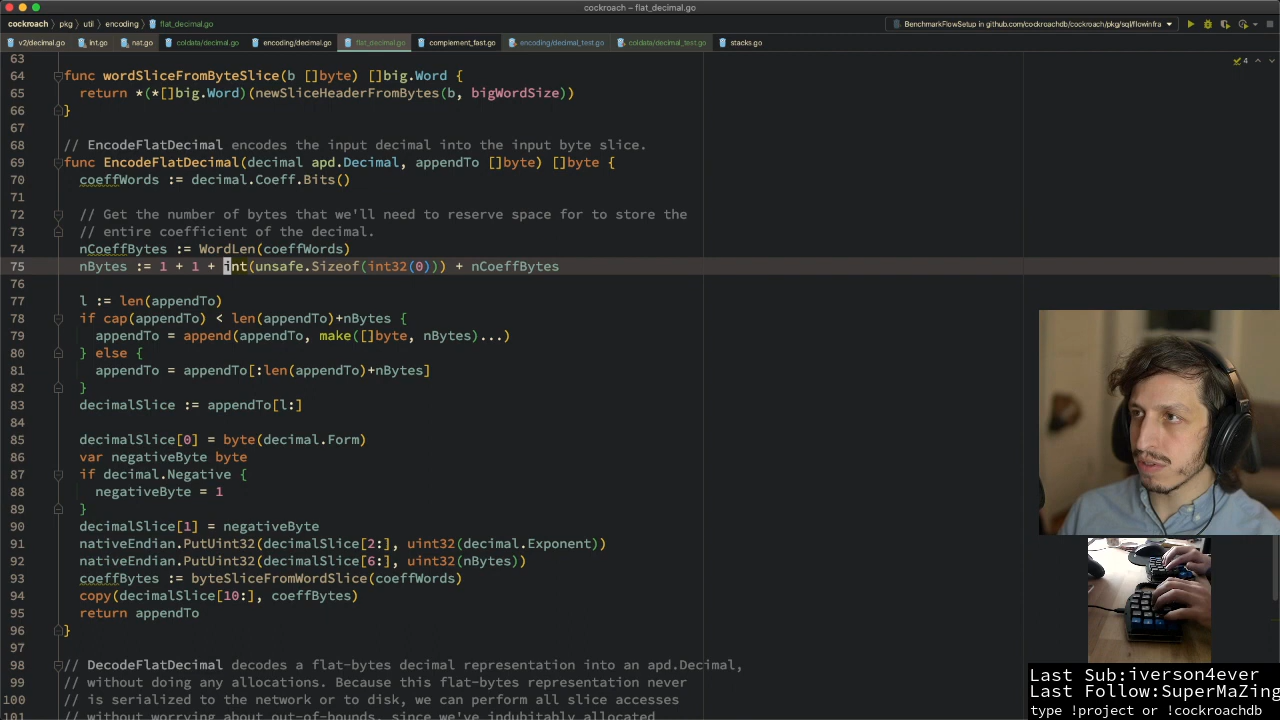 cockroach – flat_decimal.go
cockroach › pkg › util › encoding › flat_decimal.go
BenchmarkFlowSetup in github.com/cockroachdb/cockroach/pkg/sql/flowinfra
v2/decimal.go int.go nat.go coldata/decimal.go encoding/decimal.go flat_decimal.go complement_fast.go encoding/decimal_test.go coldata/decimal_test.go stacks.go
4
63
64 func wordSliceFromByteSlice(b []byte) []big.Word {
65 return *(*[]big.Word)(newSliceHeaderFromBytes(b, bigWordSize))
66 }
67
68 // EncodeFlatDecimal encodes the input decimal into the input byte slice.
69 func EncodeFlatDecimal(decimal apd.Decimal, appendTo []byte) []byte {
70 coeffWords := decimal.Coeff.Bits()
71
72 // Get the number of bytes that we'll need to reserve space for to store the
73 // entire coefficient of the decimal.
74 nCoeffBytes := WordLen(coeffWords)
75 nBytes := 1 + 1 + int(unsafe.Sizeof(int32(0))) + nCoeffBytes
76
77 l := len(appendTo)
78 if cap(appendTo) < len(appendTo)+nBytes {
79 appendTo = append(appendTo, make([]byte, nBytes)...)
80 } else {
81 appendTo = appendTo[:len(appendTo)+nBytes]
82 }
83 decimalSlice := appendTo[l:]
84
85 decimalSlice[0] = byte(decimal.Form)
86 var negativeByte byte
87 if decimal.Negative {
88 negativeByte = 1
89 }
90 decimalSlice[1] = negativeByte
91 nativeEndian.PutUint32(decimalSlice[2:], uint32(decimal.Exponent))
92 nativeEndian.PutUint32(decimalSlice[6:], uint32(nBytes))
93 coeffBytes := byteSliceFromWordSlice(coeffWords)
94 copy(decimalSlice[10:], coeffBytes)
95 return appendTo
96 }
97
98 // DecodeFlatDecimal decodes a flat-bytes decimal representation into an apd.Decimal,
99 // without doing any allocations. Because this flat-bytes representation never
100 // is serialized to the network or to disk, we can perform all slice accesses
101 // without worrying about out-of-bounds, since we've indubitably allocated
Last Sub:iverson4ever
Last Follow:SuperMaZing
type !project or !cockroachdb